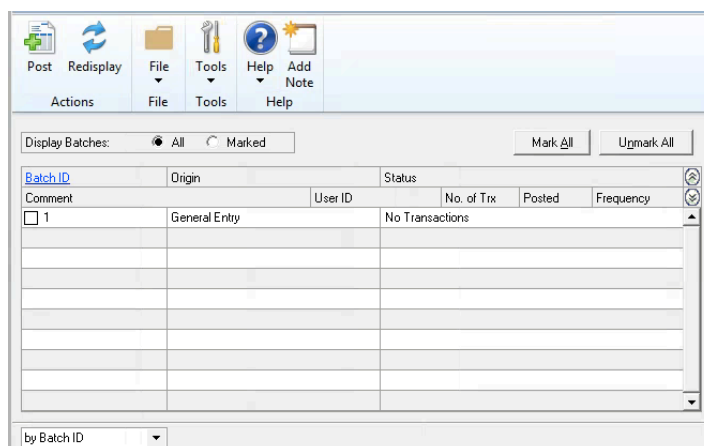 Post Redisplay File Tools Help Add Note
Actions File Tools Help
Display Batches: All Marked Mark All Unmark All
Batch ID Origin Status
Comment User ID No. of Trx Posted Frequency
1 General Entry No Transactions
by Batch ID